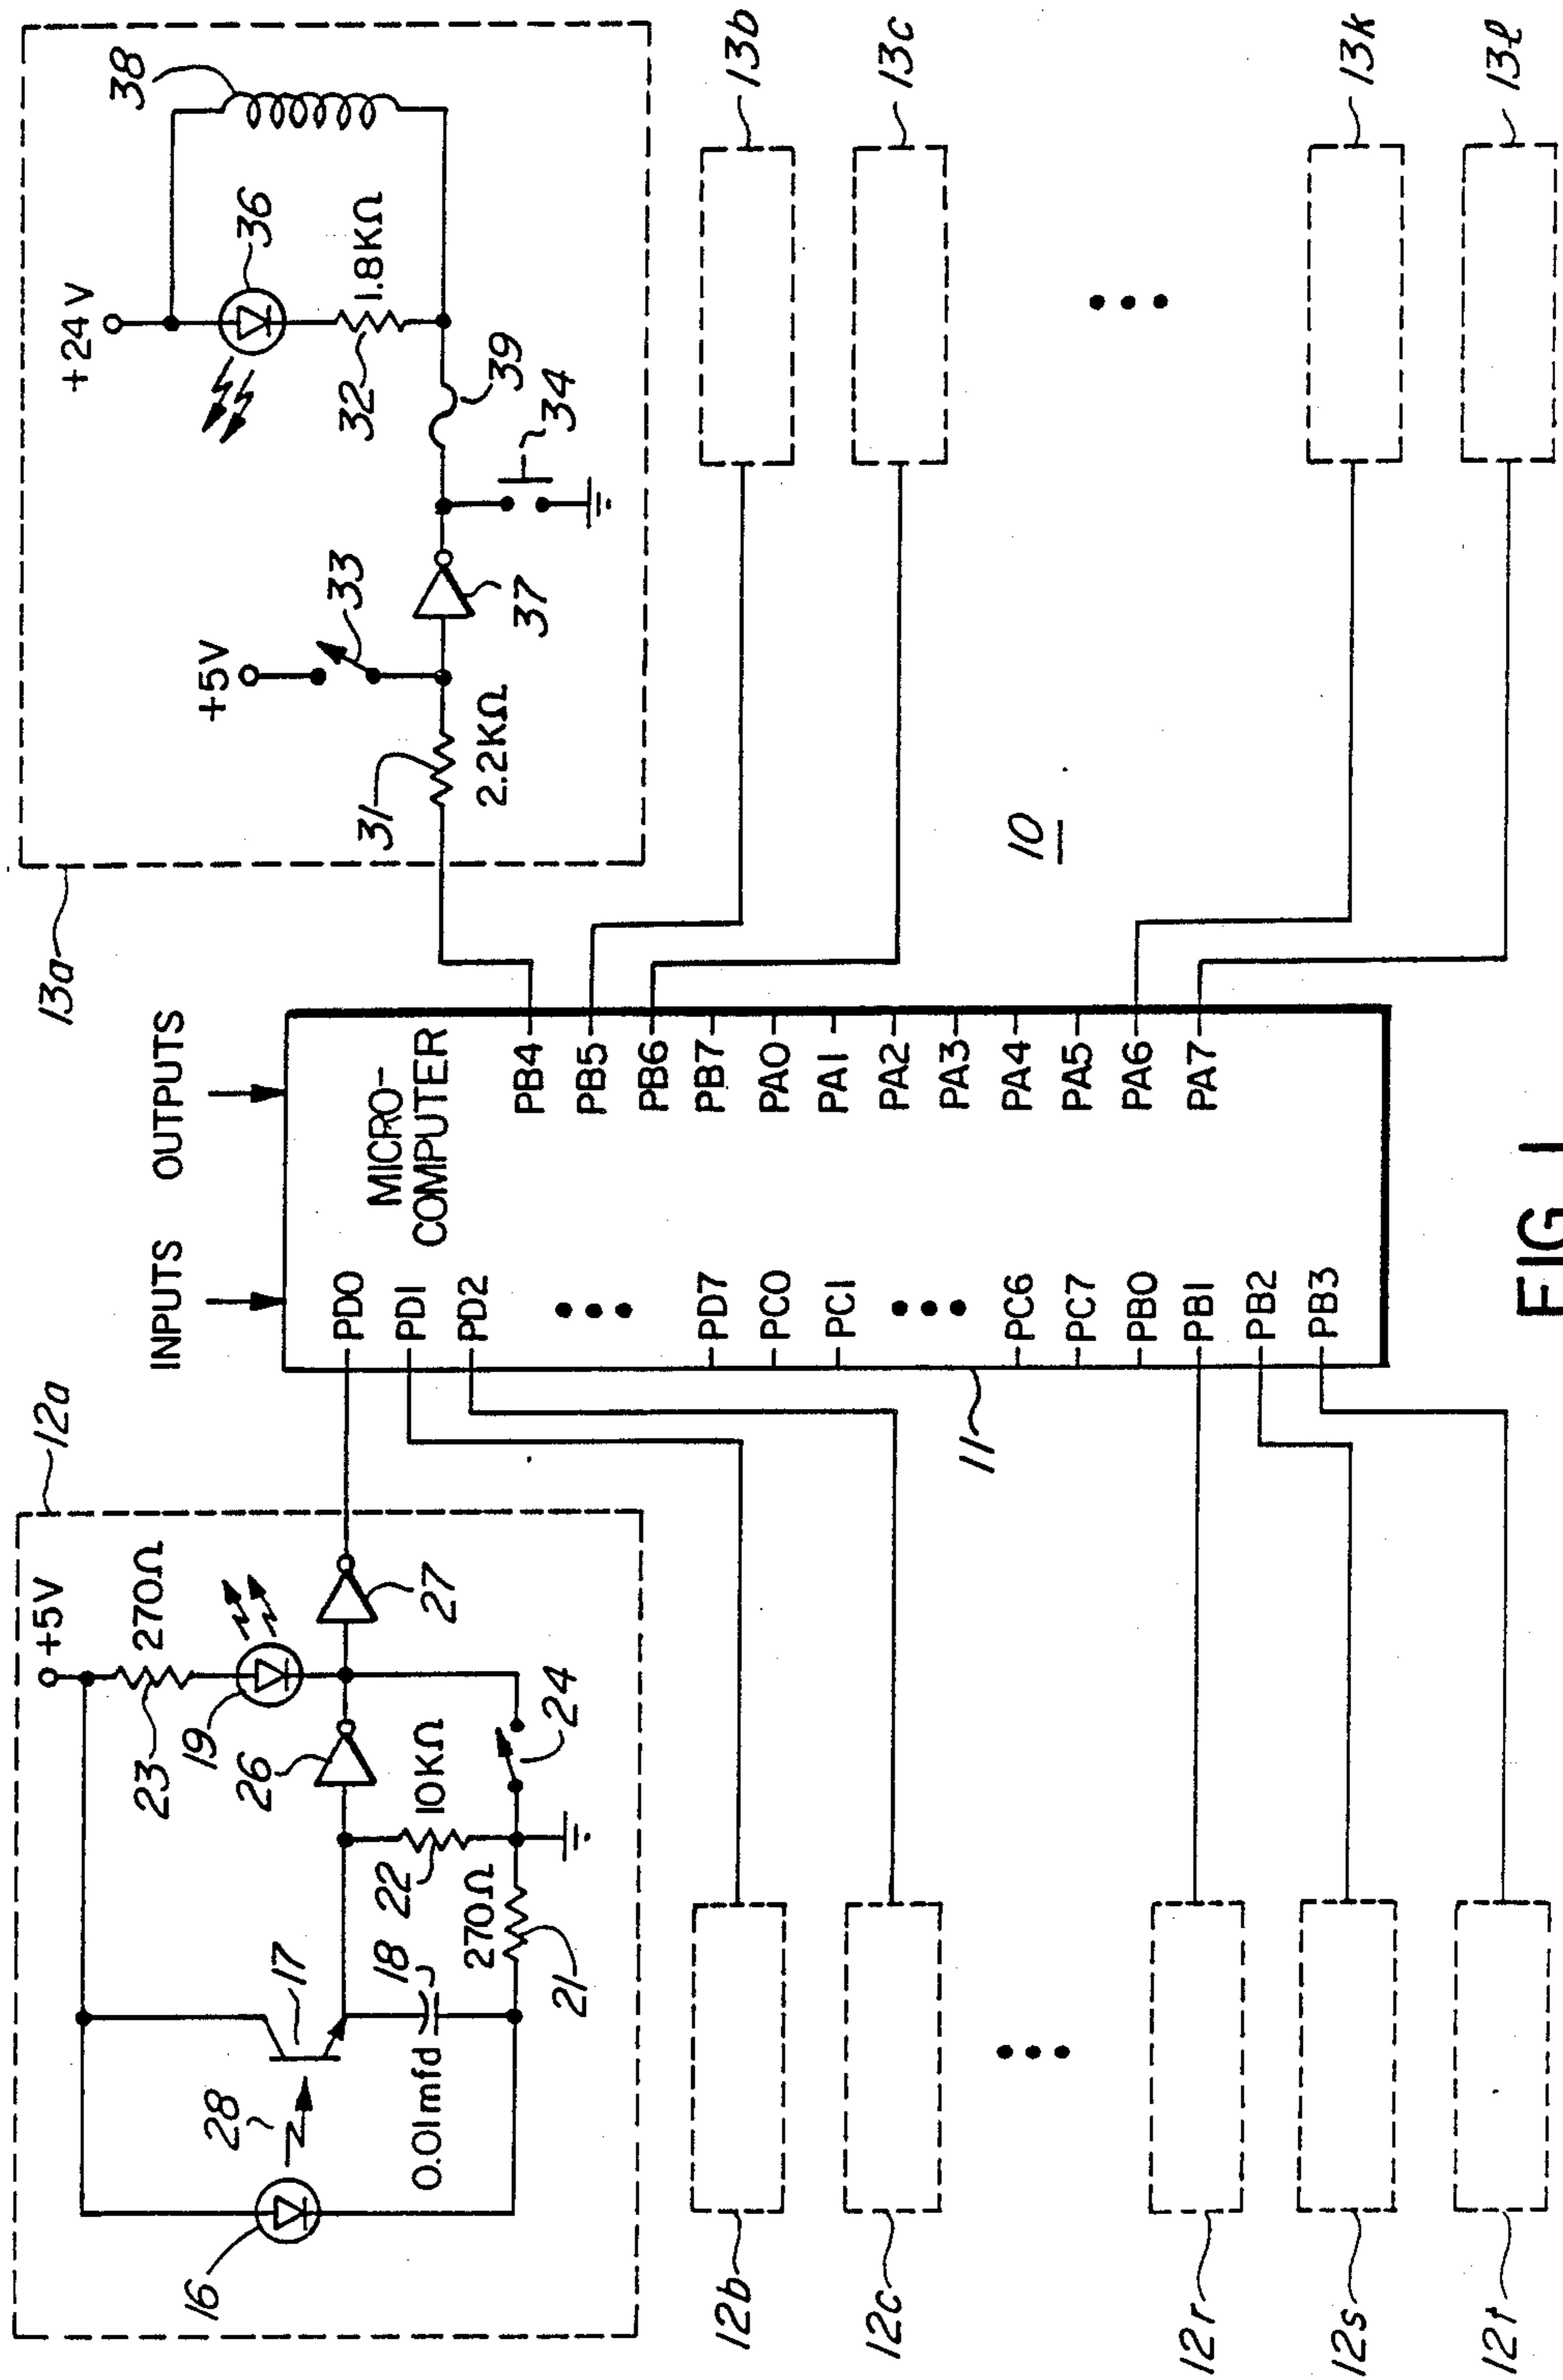 INPUTS
OUTPUTS
12a
+5V
270Ω
23
19
16
28
17
26
27
18
0.01mfd
22
10KΩ
24
270Ω
21
12b
12c
12r
12s
12t
MICRO-
COMPUTER
PD0
PD1
PD2
PD7
PC0
PC1
PC6
PC7
PB0
PB1
PB2
PB3
PB4
PB5
PB6
PB7
PA0
PA1
PA2
PA3
PA4
PA5
PA6
PA7
11
13a
+5V
33
31
2.2KΩ
37
+24V
36
38
32
1.8KΩ
39
34
13b
13c
13k
13l
10
FIG. 1